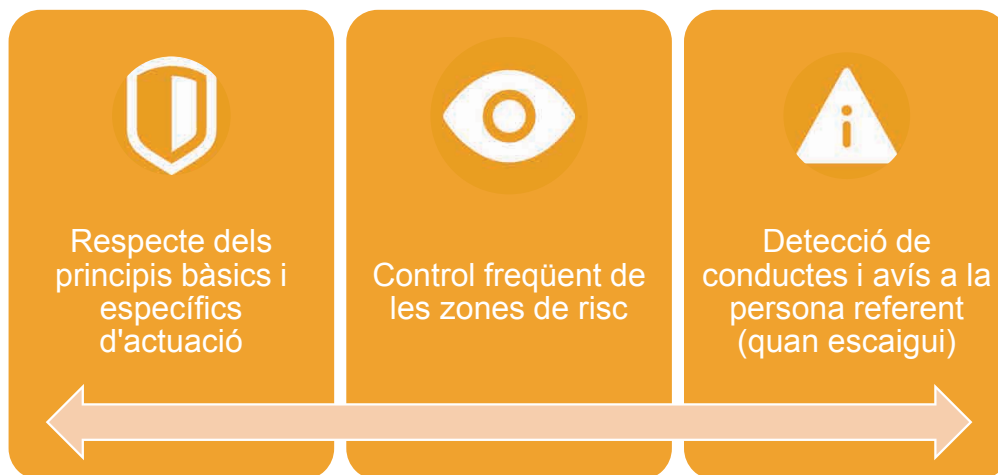 Respecte dels
principis bàsics i
específics
d'actuació
Control freqüent de
les zones de risc
Detecció de
conductes i avís a la
persona referent
(quan escaigui)